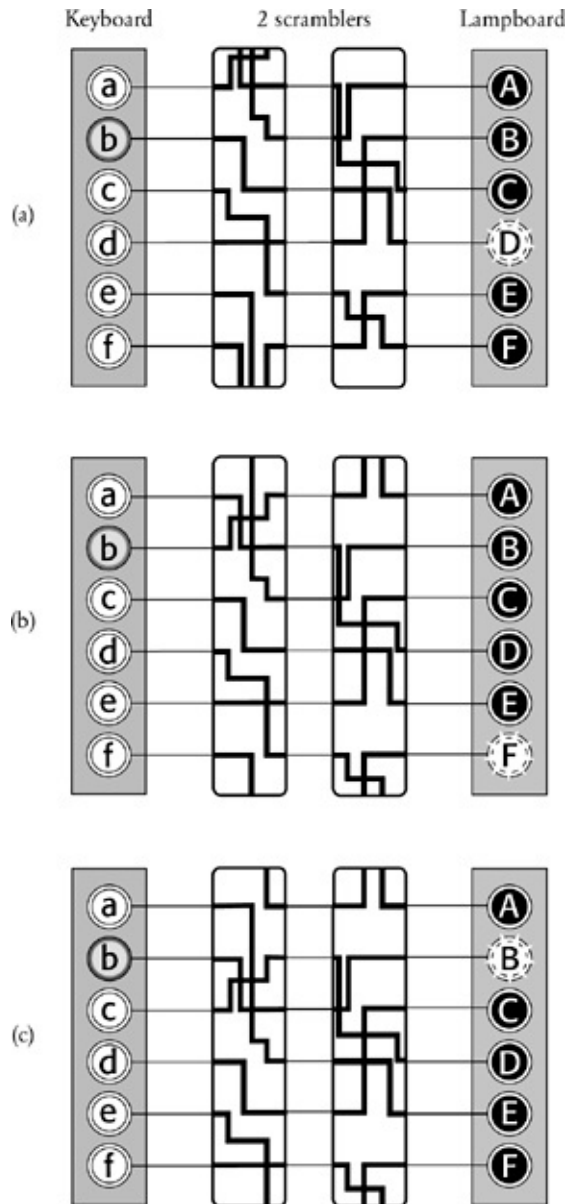 Keyboard 2 scramblers Lampboard
a A
b B
c C
(a)
d D
e E
f F
a A
b B
c C
(b)
d D
e E
f F
a A
b B
c C
(c)
d D
e E
f F